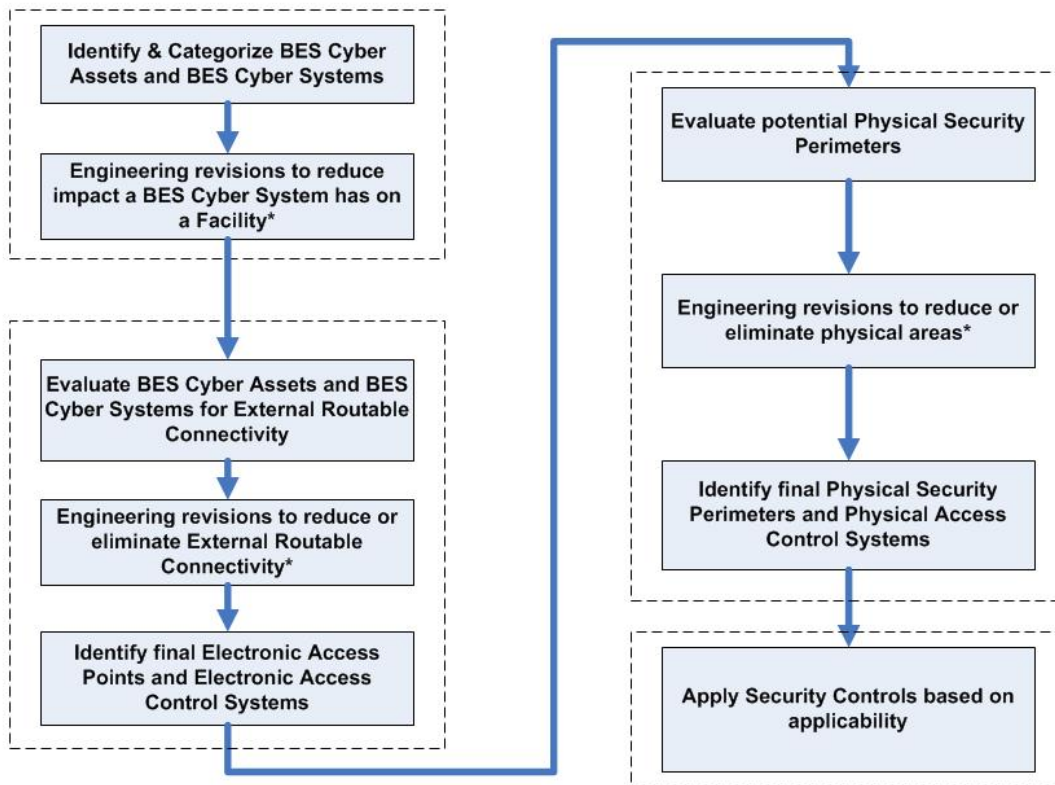 Identify & Categorize BES Cyber
Assets and BES Cyber Systems
Engineering revisions to reduce
impact a BES Cyber System has on
a Facility*
Evaluate BES Cyber Assets and BES
Cyber Systems for External Routable
Connectivity
Engineering revisions to reduce or
eliminate External Routable
Connectivity*
Identify final Electronic Access
Points and Electronic Access
Control Systems
Evaluate potential Physical Security
Perimeters
Engineering revisions to reduce or
eliminate physical areas*
Identify final Physical Security
Perimeters and Physical Access
Control Systems
Apply Security Controls based on
applicability